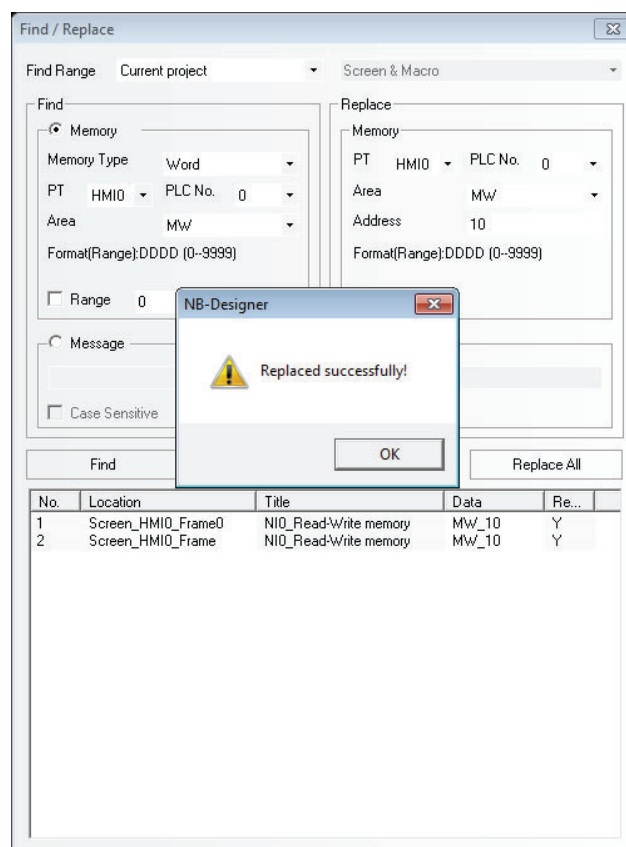 Find / Replace
Find Range Current project Screen & Macro
Find
Memory
Memory Type Word
PT HMI0 PLC No. 0
Area MW
Format(Range):DDDD (0--9999)
Range 0
Message
Case Sensitive
Replace
Memory
PT HMI0 PLC No. 0
Area MW
Address 10
Format(Range):DDDD (0--9999)
NB-Designer
Replaced successfully!
OK
Find Replace All
No. Location Title Data Re...
1 Screen_HMI0_Frame0 NI0_Read-Write memory MW_10 Y
2 Screen_HMI0_Frame NI0_Read-Write memory MW_10 Y